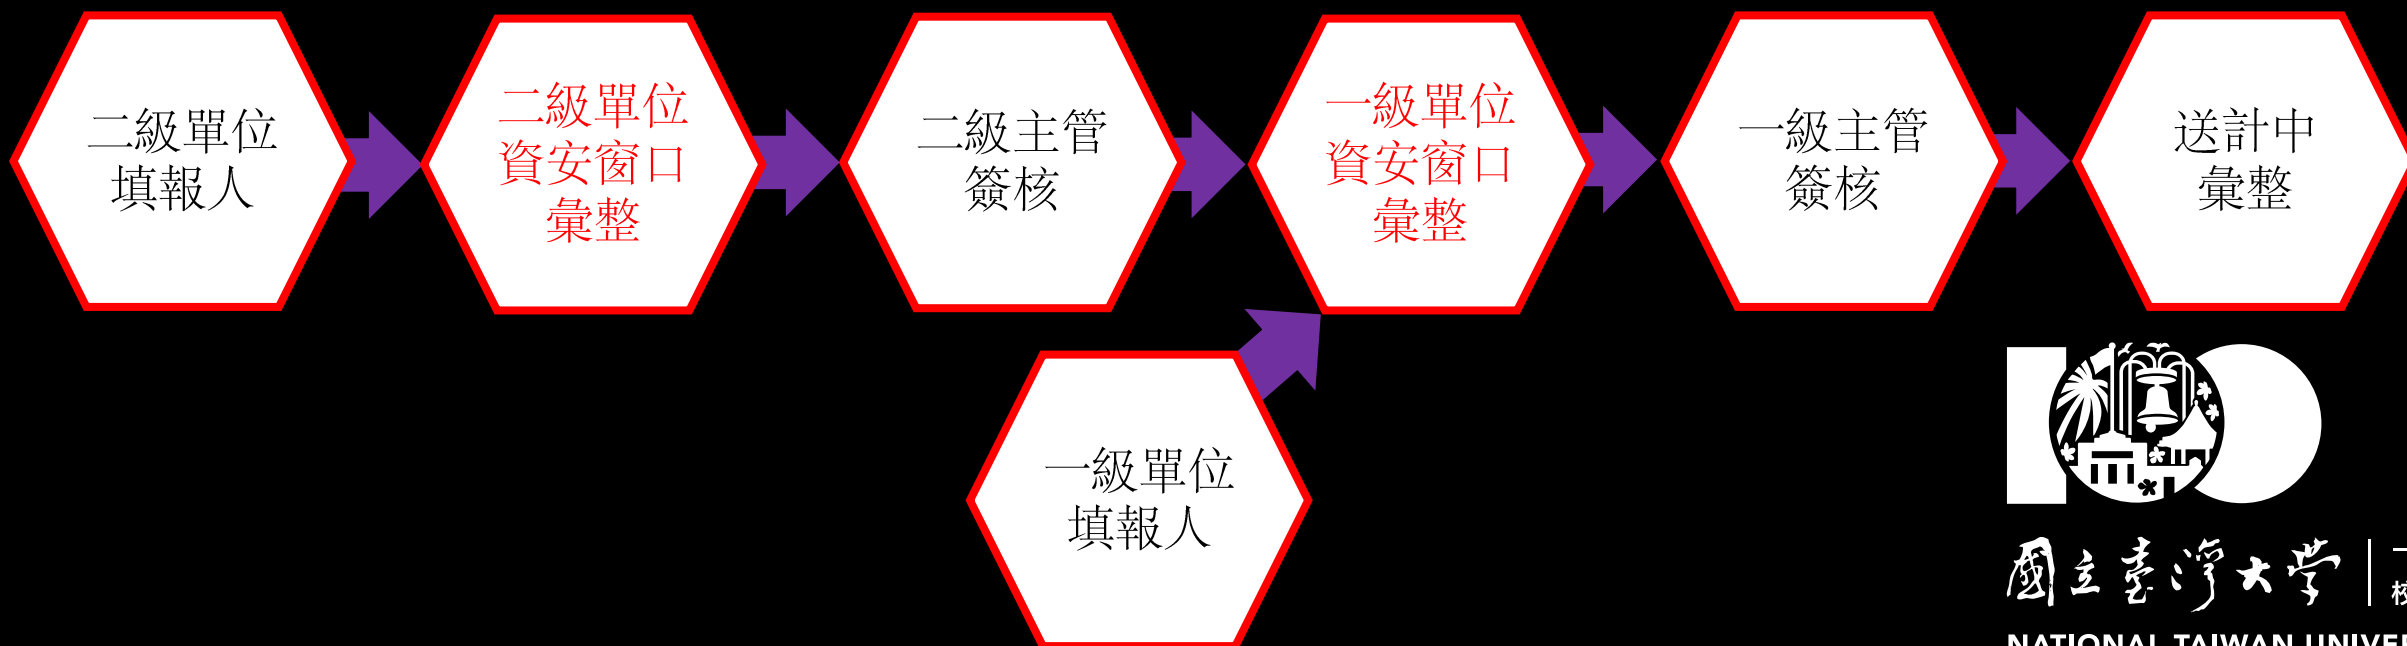 二級單位
填報人
二級單位
資安窗口
彙整
二級主管
簽核
一級單位
資安窗口
彙整
一級主管
簽核
送計中
彙整
一級單位
填報人
國立臺灣大學
校
NATIONAL TAIWAN